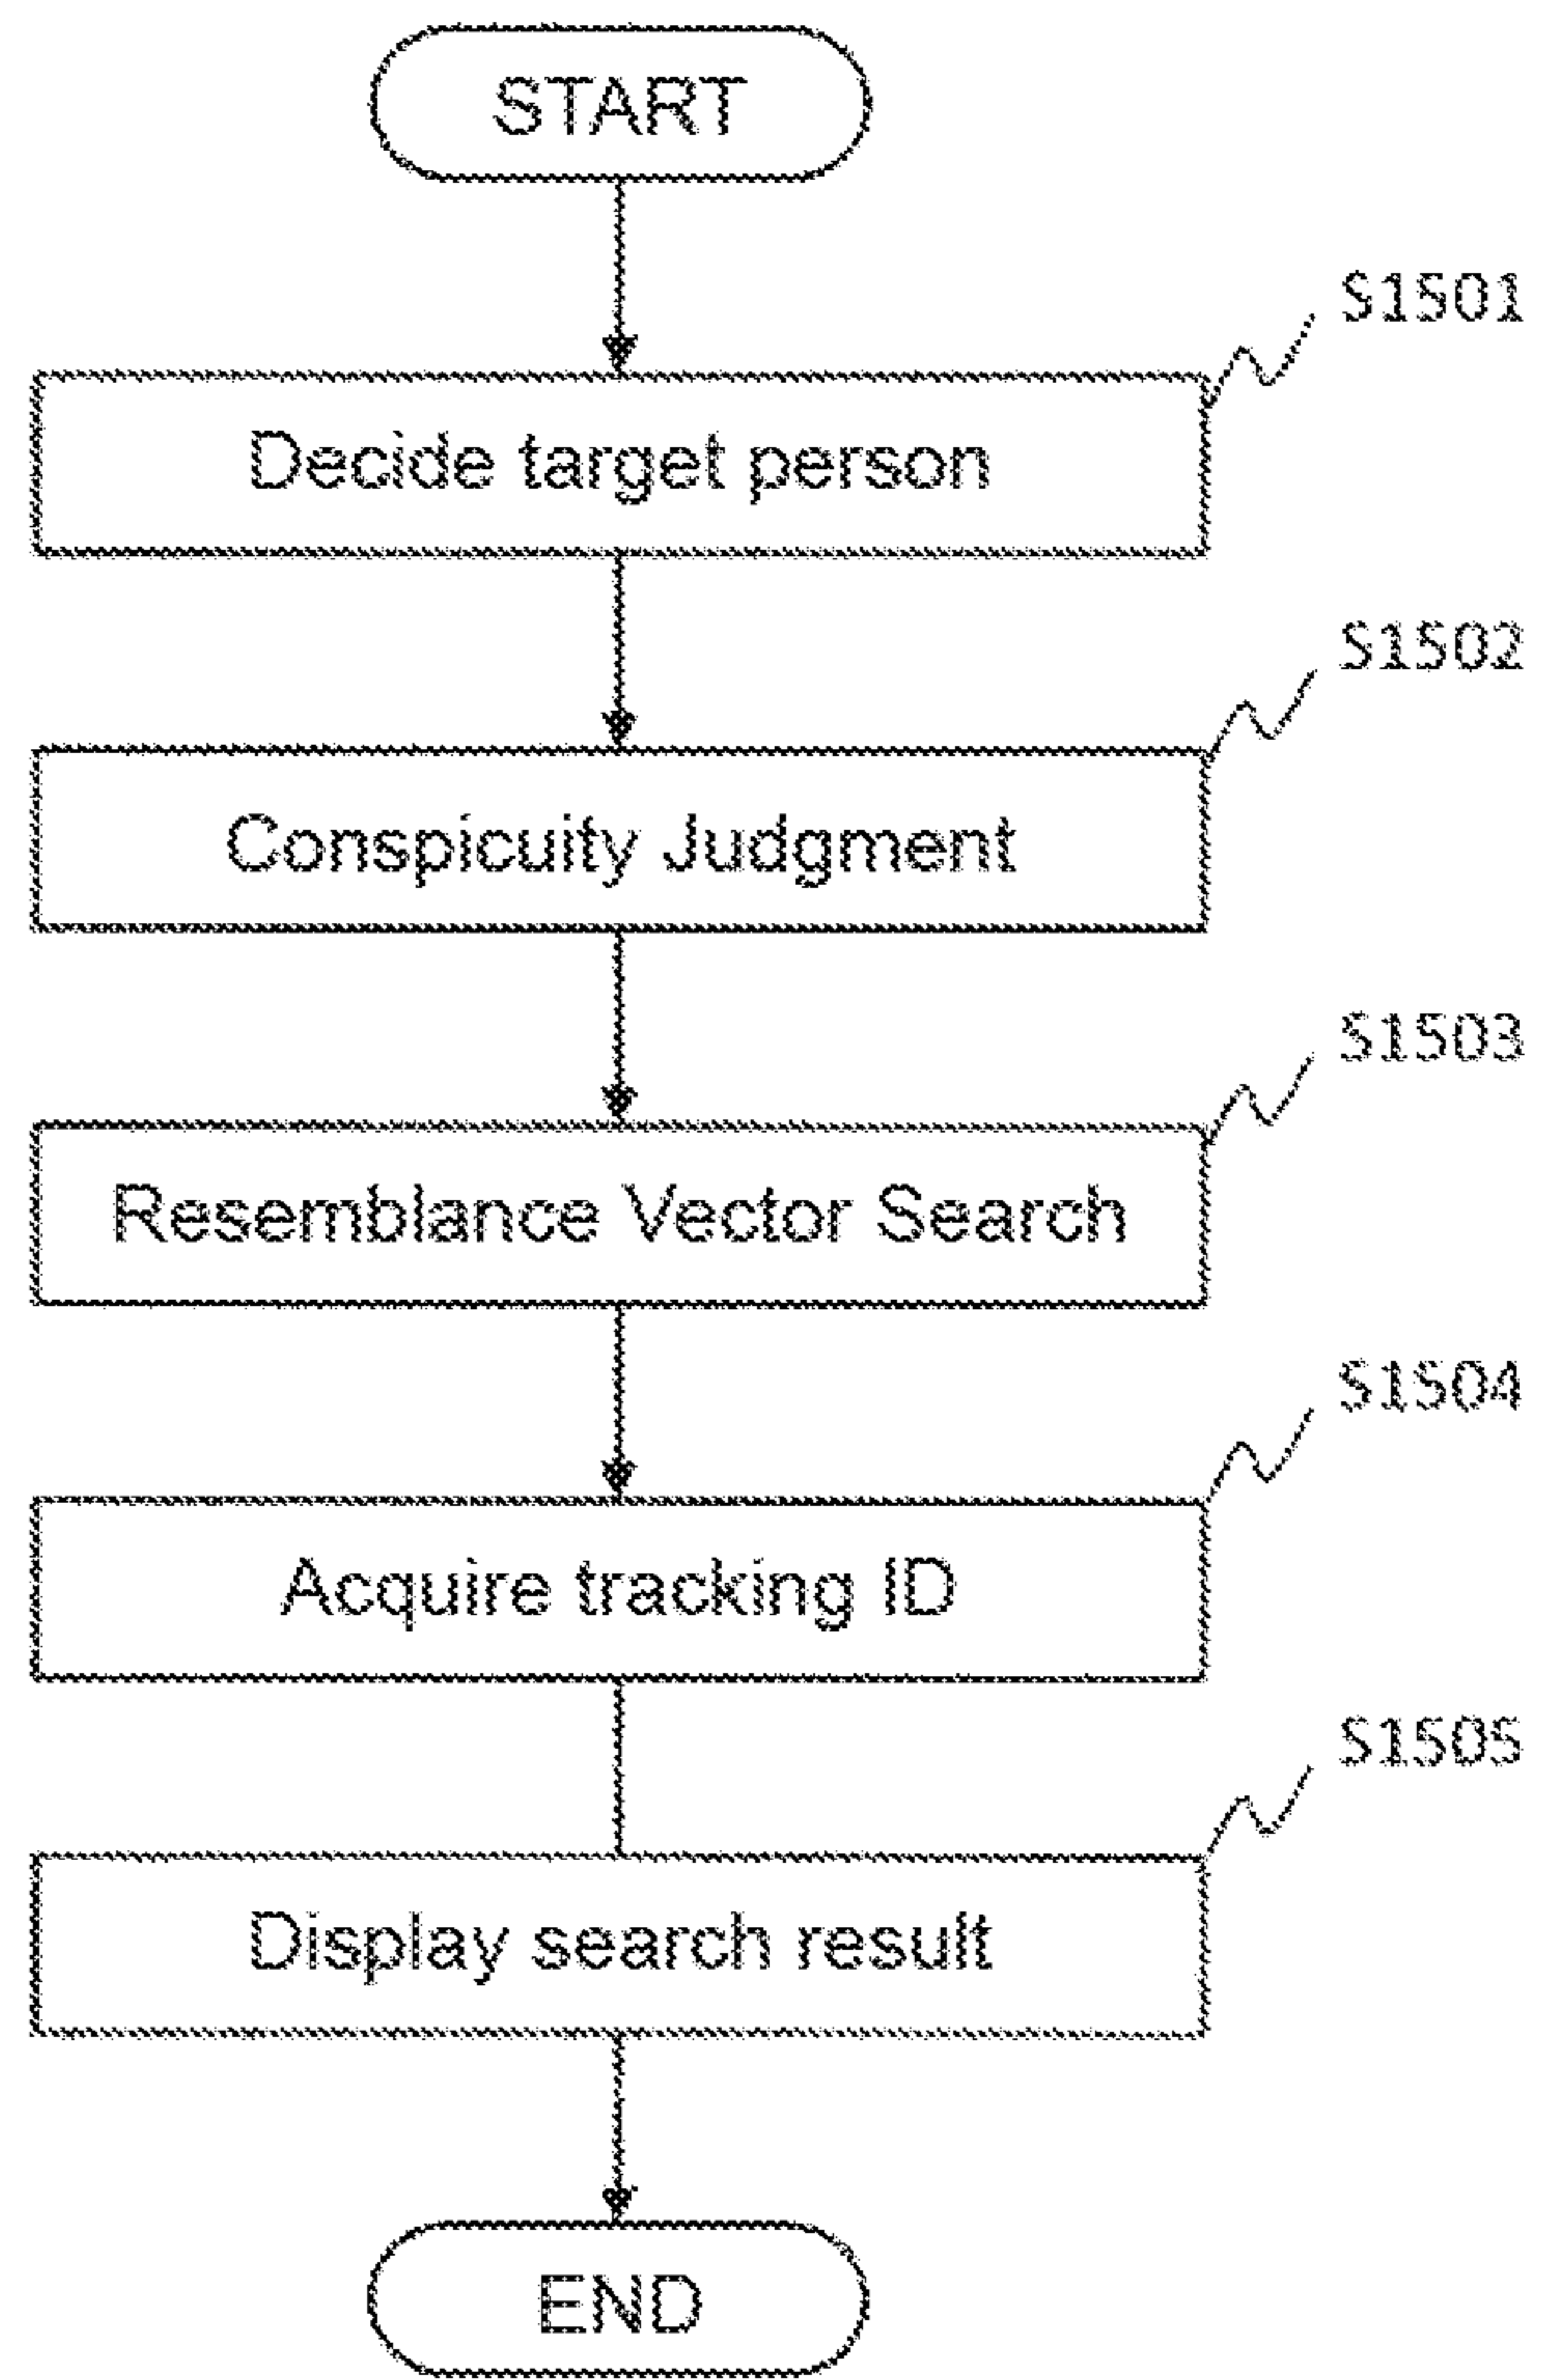 START
S1501
Decide target person
S1502
Conspicuity Judgment
S1503
Resemblance Vector Search
S1504
Acquire tracking ID
S1505
Display search result
END